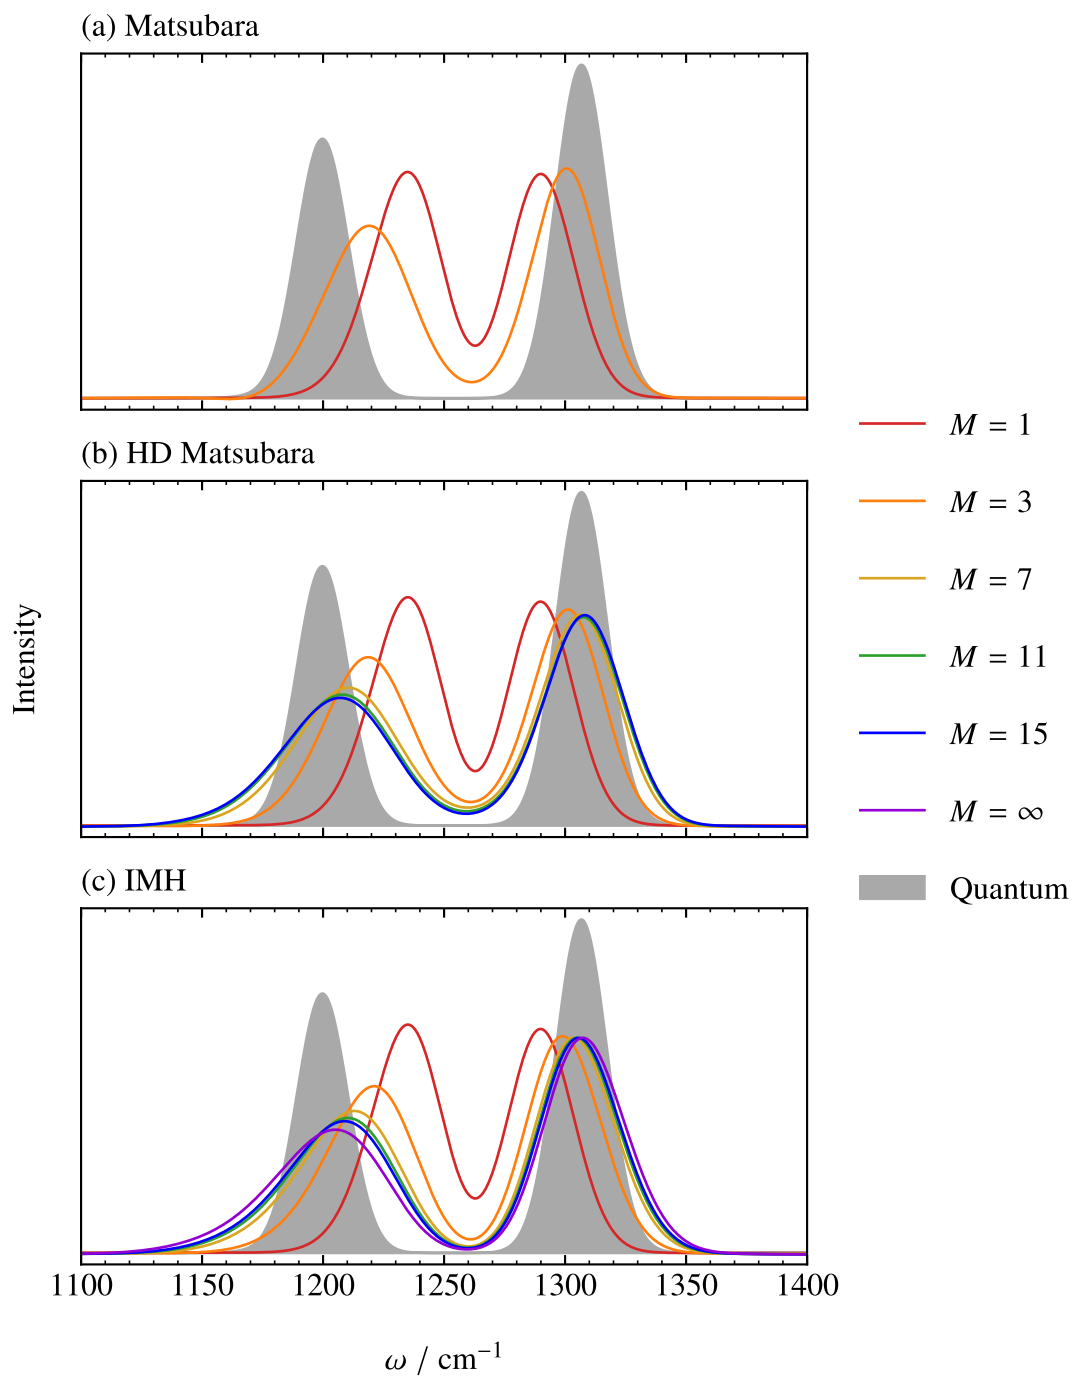 (a) Matsubara
(b) HD Matsubara
(c) IMH
Intensity
1100 1150 1200 1250 1300 1350 1400
ω / cm⁻¹
M = 1
M = 3
M = 7
M = 11
M = 15
M = ∞
Quantum